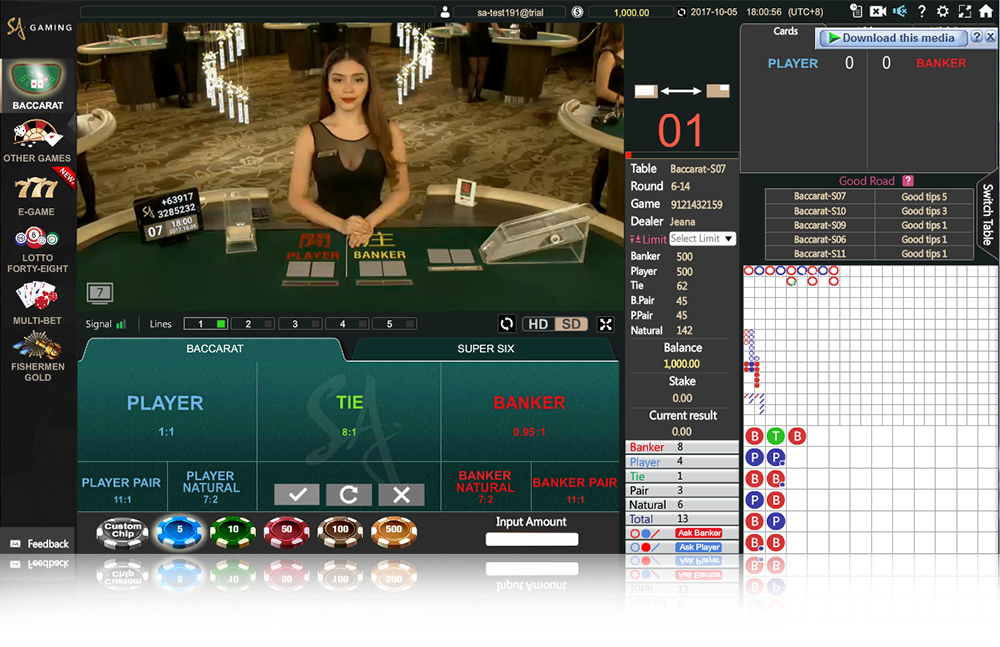 SA GAMING
sa-test191@trial
1,000.00
2017-10-05 18:00:56 (UTC+8)
BACCARAT
OTHER GAMES
NEW
777
E-GAME
LOTTO
FORTY-EIGHT
MULTI-BET
FISHERMEN
GOLD
Feedback
+63917
3285232
SA
07
18:00
PLAYER
BANKER
7
Signal
Lines
1
2
3
4
5
HD SD
BACCARAT
SUPER SIX
PLAYER
1:1
TIE
8:1
BANKER
0.95:1
PLAYER PAIR
11:1
PLAYER
NATURAL
7:2
BANKER
NATURAL
7:2
BANKER PAIR
11:1
Custom
Chip
5
10
50
100
500
Input Amount
01
Table Baccarat-S07
Round 6-14
Game 9121432159
Dealer Jeana
Limit Select Limit
Banker 500
Player 500
Tie 62
B.Pair 45
P.Pair 45
Natural 142
Balance
1,000.00
Stake
0.00
Current result
0.00
Banker 8
Player 4
Tie 1
Pair 3
Natural 6
Total 13
Ask Banker
Ask Player
Cards
Download this media
? X
PLAYER 0 0 BANKER
Good Road ?
Baccarat-S07 Good tips 5
Baccarat-S10 Good tips 3
Baccarat-S09 Good tips 1
Baccarat-S06 Good tips 1
Baccarat-S11 Good tips 1
Switch Table
B T B
P P
B B
P B
B P
B B